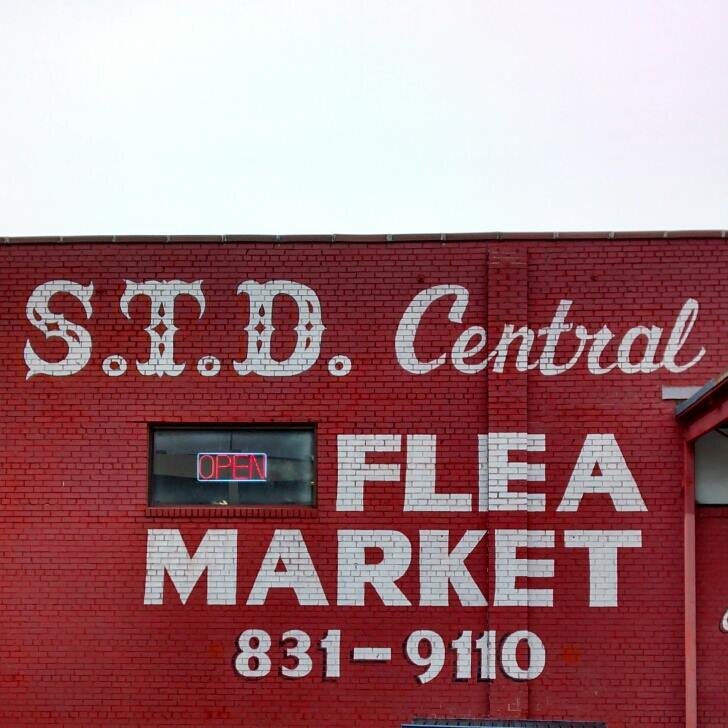 S.T.D. Central
OPEN
FLEA
MARKET
831-9110